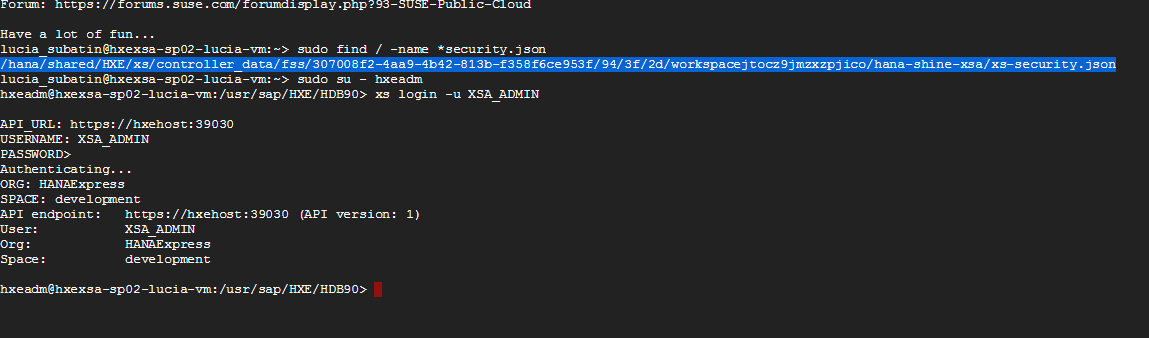 Forum: https://forums.suse.com/forumdisplay.php?93-SUSE-Public-Cloud
Have a lot of fun...
lucia_subatin@hxexsa-sp02-lucia-vm:~> sudo find / -name *security.json
/hana/shared/HXE/xs/controller_data/fss/307008f2-4aa9-4b42-813b-f358f6ce953f/94/3f/2d/workspacejtocz9jmzxzpjico/hana-shine-xsa/xs-security.json
lucia_subatin@hxexsa-sp02-lucia-vm:~> sudo su - hxeadm
hxeadm@hxexsa-sp02-lucia-vm:/usr/sap/HXE/HDB90> xs login -u XSA_ADMIN
API_URL: https://hxehost:39030
USERNAME: XSA_ADMIN
PASSWORD>
Authenticating...
ORG: HANAExpress
SPACE: development
API endpoint:   https://hxehost:39030 (API version: 1)
User:           XSA_ADMIN
Org:            HANAExpress
Space:          development
hxeadm@hxexsa-sp02-lucia-vm:/usr/sap/HXE/HDB90>